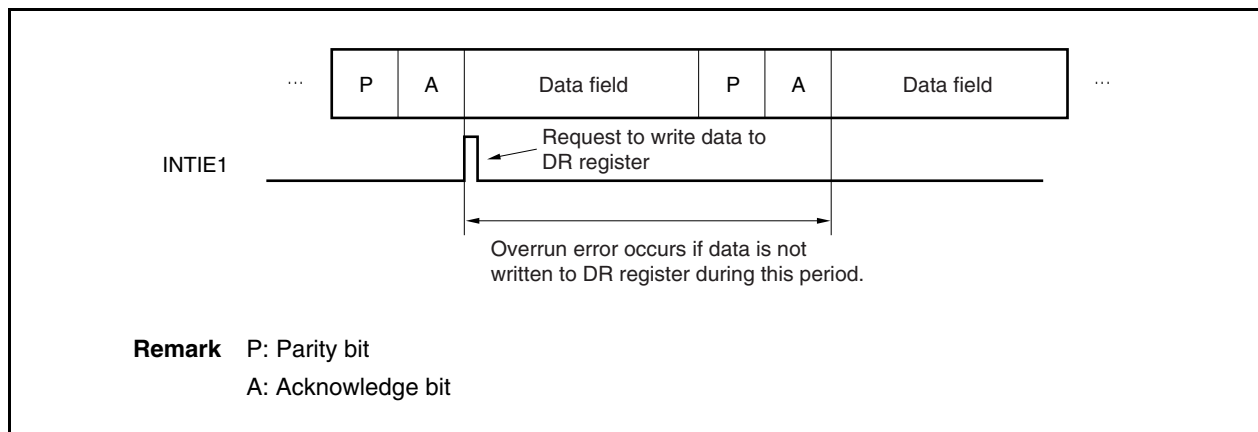 ... P A Data field P A Data field ...
INTIE1
Request to write data to
DR register
Overrun error occurs if data is not
written to DR register during this period.
Remark P: Parity bit
A: Acknowledge bit